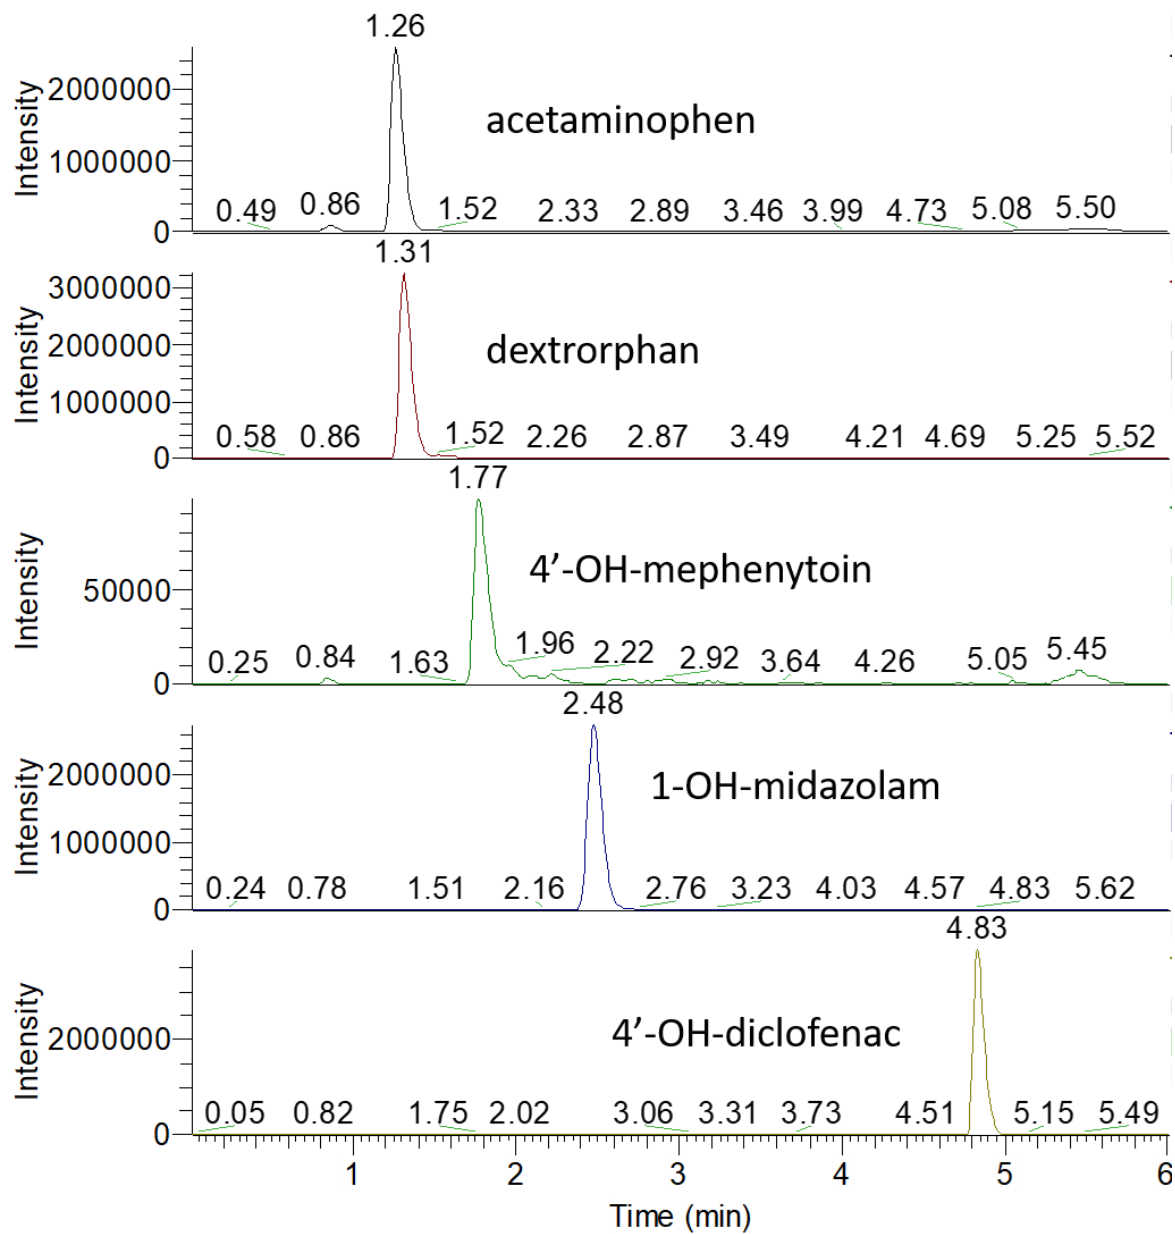 1.26
Intensity
2000000
acetaminophen
1000000
0.49 0.86 1.52 2.33 2.89 3.46 3.99 4.73 5.08 5.50
0
1.31
Intensity
3000000
2000000
dextrorphan
1000000
0.58 0.86 1.52 2.26 2.87 3.49 4.21 4.69 5.25 5.52
0
1.77
Intensity
4’-OH-mephenytoin
50000
0.25 0.84 1.63 1.96 2.22 2.92 3.64 4.26 5.05 5.45
0
2.48
Intensity
2000000
1-OH-midazolam
1000000
0.24 0.78 1.51 2.16 2.76 3.23 4.03 4.57 4.83 5.62
0
4.83
Intensity
2000000
4’-OH-diclofenac
0.05 0.82 1.75 2.02 3.06 3.31 3.73 4.51 5.15 5.49
0
1 2 3 4 5 6
Time (min)